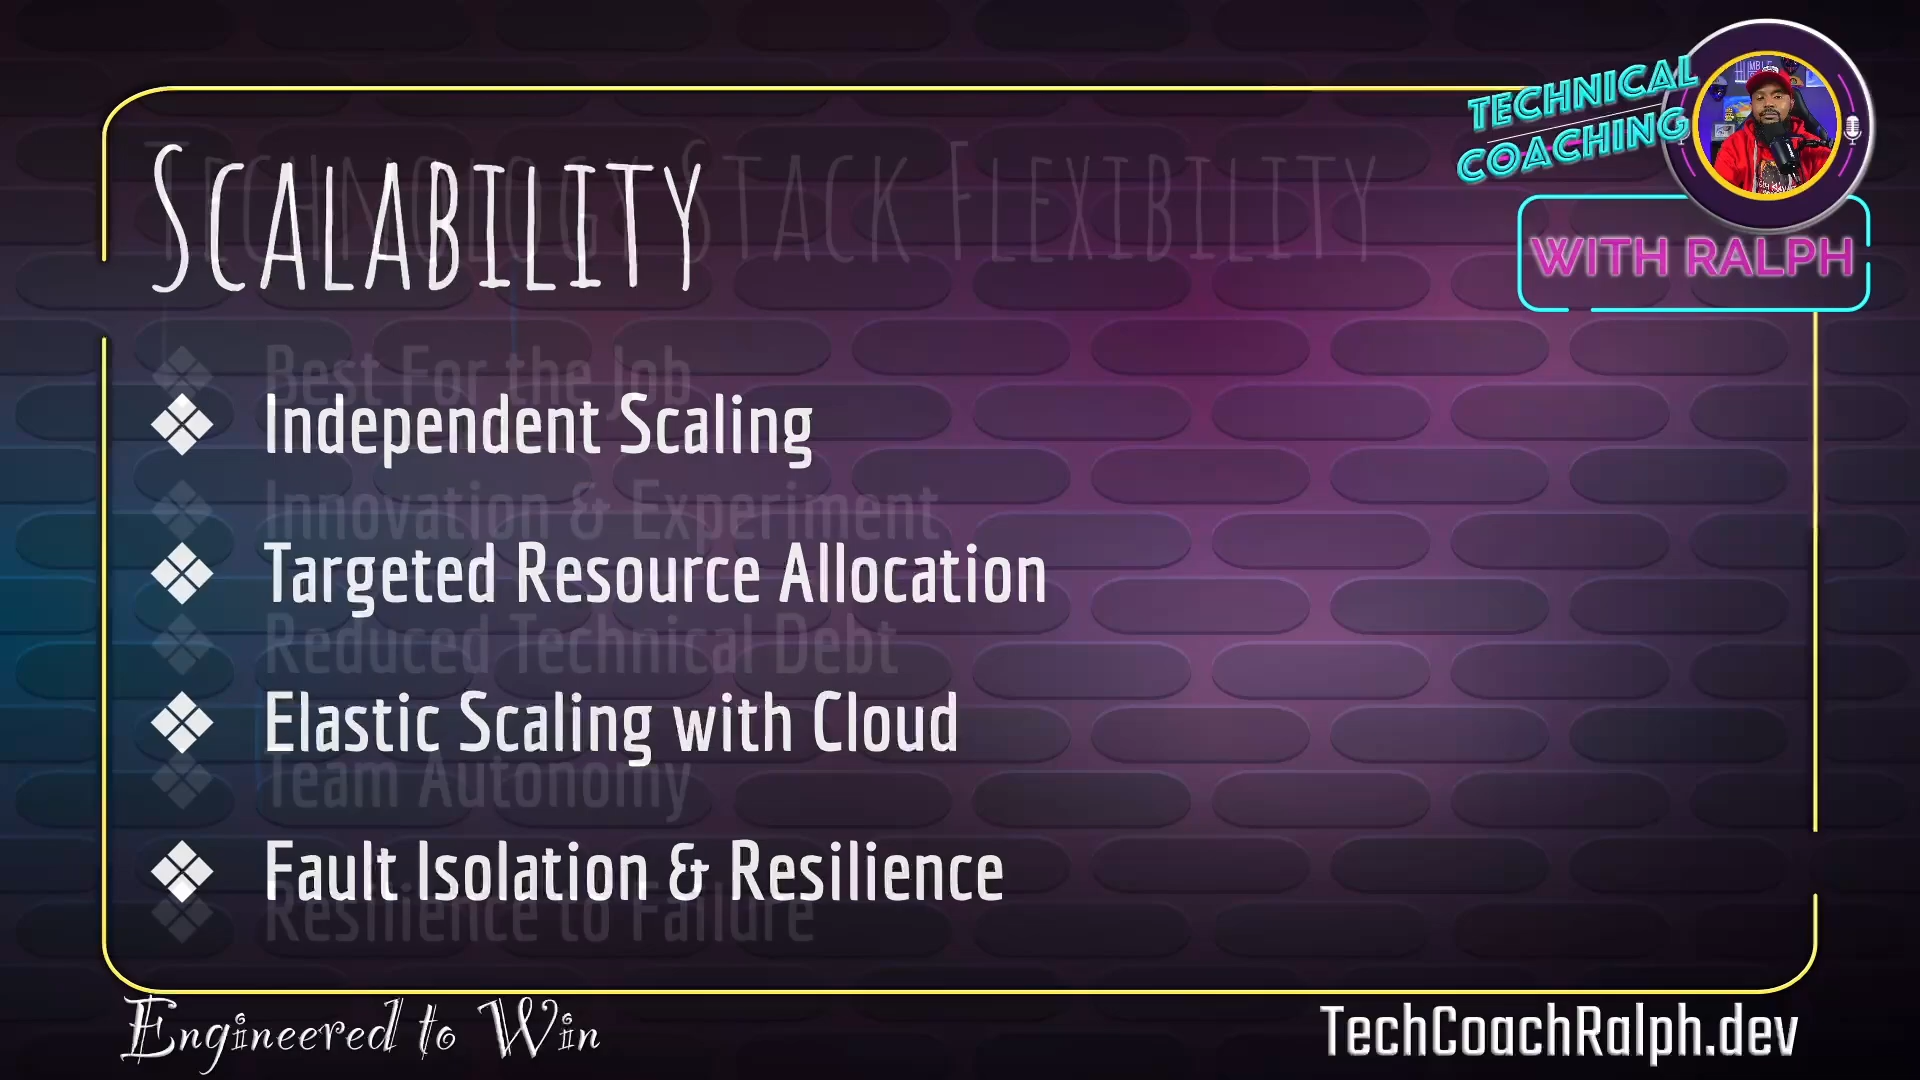 TECHNICAL
COACHING
WITH RALPH
Scalability
Technology Stack Flexibility
Best For the Job
Independent Scaling
Innovation & Experiment
Targeted Resource Allocation
Reduced Technical Debt
Elastic Scaling with Cloud
Team Autonomy
Fault Isolation & Resilience
Resilience to Failure
Engineered to Win
TechCoachRalph.dev